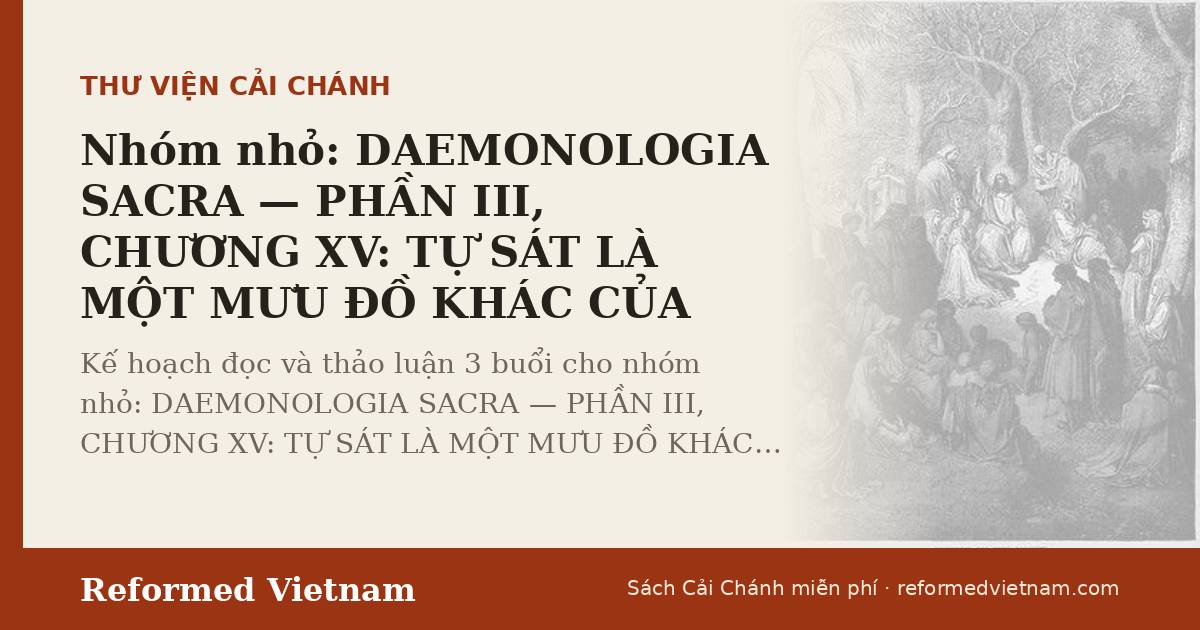 THƯ VIỆN CẢI CHÁNH
Nhóm nhỏ: DAEMONOLOGIA
SACRA — PHẦN III,
CHƯƠNG XV: TỰ SÁT LÀ
MỘT MƯU ĐỒ KHÁC CỦA
Kế hoạch đọc và thảo luận 3 buổi cho nhóm
nhỏ: DAEMONOLOGIA SACRA — PHẦN III,
CHƯƠNG XV: TỰ SÁT LÀ MỘT MƯU ĐỒ KHÁC...
Reformed Vietnam
Sách Cải Chánh miễn phí · reformedvietnam.com